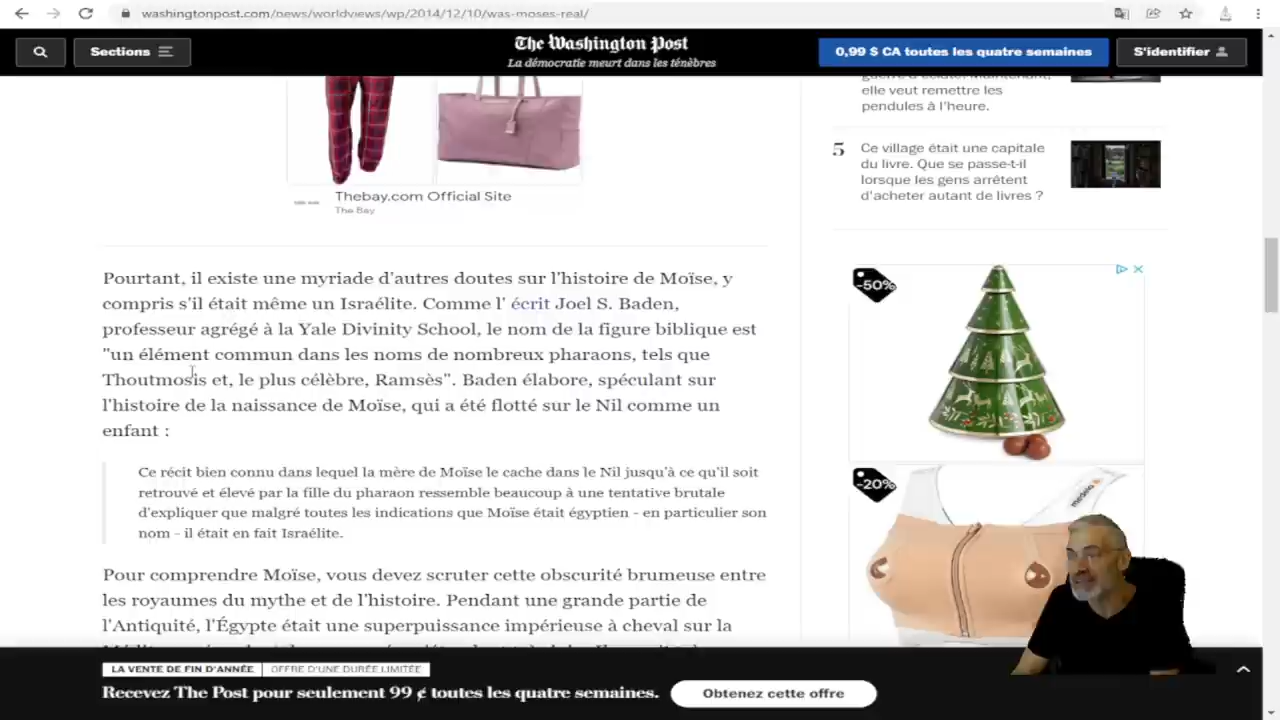 washingtonpost.com/news/worldviews/wp/2014/12/10/was-moses-real/
Sections
The Washington Post
La démocratie meurt dans les ténèbres
0,99 $ CA toutes les quatre semaines
S'identifier
Thebay.com Official Site
The Bay
elle veut remettre les
pendules à l'heure.
5
Ce village était une capitale
du livre. Que se passe-t-il
lorsque les gens arrêtent
d'acheter autant de livres ?
Pourtant, il existe une myriade d'autres doutes sur l'histoire de Moïse, y
compris s'il était même un Israélite. Comme l' écrit Joel S. Baden,
professeur agrégé à la Yale Divinity School, le nom de la figure biblique est
"un élément commun dans les noms de nombreux pharaons, tels que
Thoutmosis et, le plus célèbre, Ramsès". Baden élabore, spéculant sur
l'histoire de la naissance de Moïse, qui a été flotté sur le Nil comme un
enfant :
Ce récit bien connu dans lequel la mère de Moïse le cache dans le Nil jusqu'à ce qu'il soit
retrouvé et élevé par la fille du pharaon ressemble beaucoup à une tentative brutale
d'expliquer que malgré toutes les indications que Moïse était égyptien - en particulier son
nom - il était en fait Israélite.
Pour comprendre Moïse, vous devez scruter cette obscurité brumeuse entre
les royaumes du mythe et de l'histoire. Pendant une grande partie de
l'Antiquité, l'Égypte était une superpuissance impérieuse à cheval sur la
-50%
-20%
medela
LA VENTE DE FIN D'ANNÉE
OFFRE D'UNE DURÉE LIMITÉE
Recevez The Post pour seulement 99 ¢ toutes les quatre semaines.
Obtenez cette offre